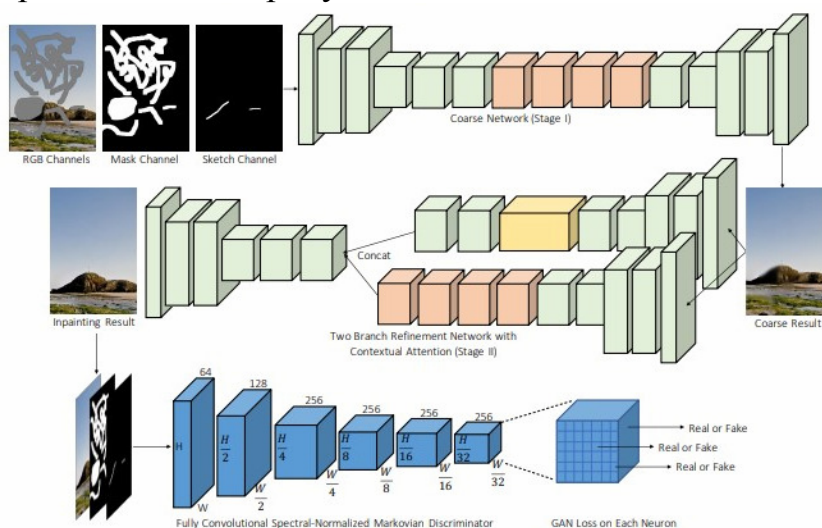 RGB Channels
Mask Channel
Sketch Channel
Coarse Network (Stage I)
Concat
Inpainting Result
Two Branch Refinement Network with
Contextual Attention (Stage II)
Coarse Result
64
128
256
256
256
256
H
H/2
H/4
H/8
H/16
H/32
W
W/2
W/4
W/8
W/16
W/32
Real or Fake
Real or Fake
Real or Fake
Fully Convolutional Spectral-Normalized Markovian Discriminator
GAN Loss on Each Neuron